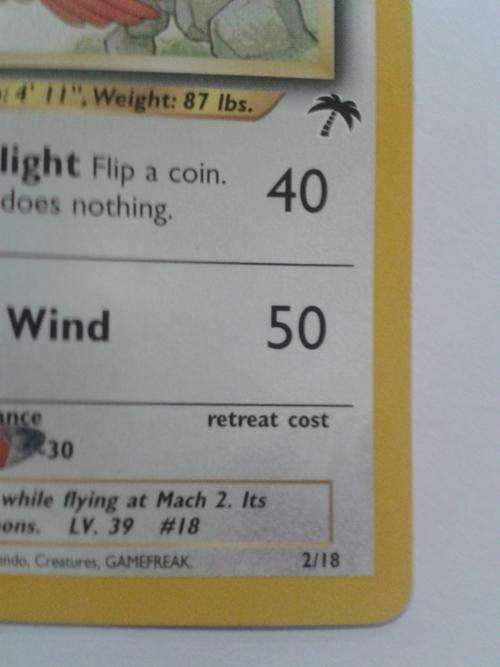 4' 11", Weight: 87 lbs.
light Flip a coin. 40
does nothing.
Wind 50
ance retreat cost
-30
while flying at Mach 2. Its
ons. LV. 39 #18
endo, Creatures, GAMEFREAK. 2/18